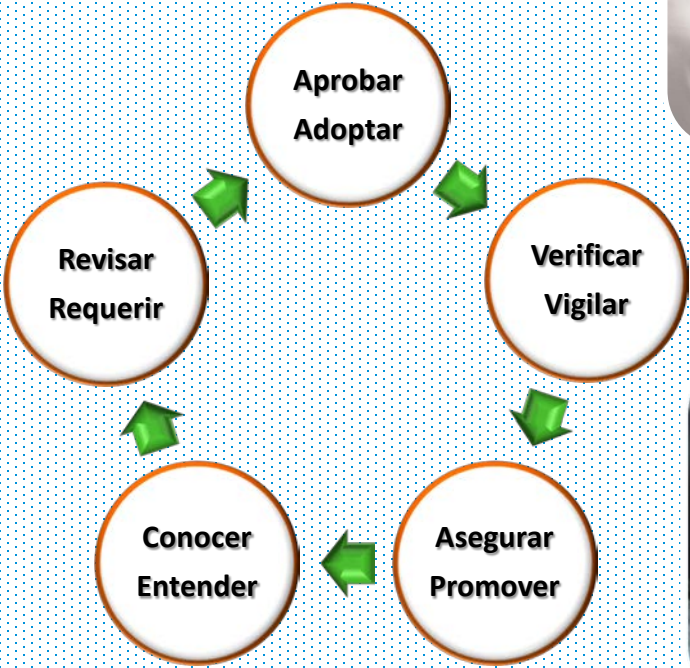 Aprobar
Adoptar
Verificar
Vigilar
Asegurar
Promover
Conocer
Entender
Revisar
Requerir